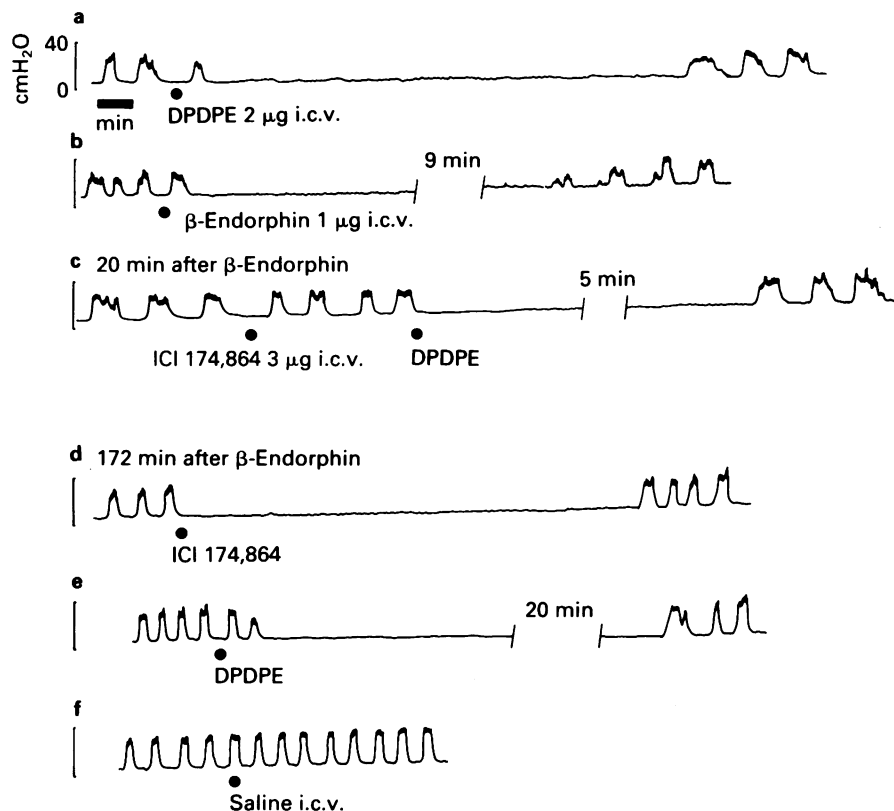 a
cmH₂O
40
0
min
DPDPE 2 μg i.c.v.
b
9 min
β-Endorphin 1 μg i.c.v.
c 20 min after β-Endorphin
5 min
ICI 174,864 3 μg i.c.v.
DPDPE
d 172 min after β-Endorphin
ICI 174,864
e
20 min
DPDPE
f
Saline i.c.v.